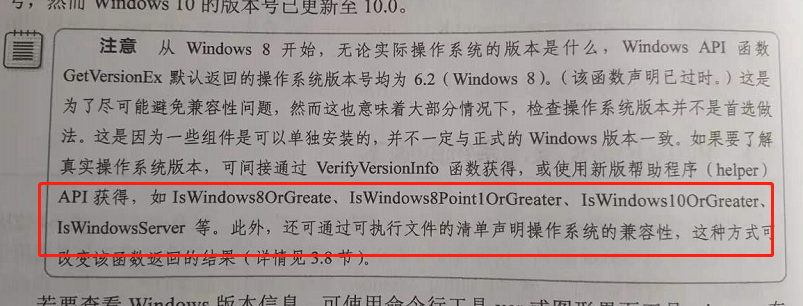 号，然而 Windows 10 的版本号已更新至 10.0。
注意 从 Windows 8 开始，无论实际操作系统的版本是什么，Windows API 函数
GetVersionEx 默认返回的操作系统版本号均为 6.2（Windows 8）。（该函数声明已过时。）这是
为了尽可能避免兼容性问题，然而这也意味着大部分情况下，检查操作系统版本并不是首选做
法。这是因为一些组件是可以单独安装的，并不一定与正式的 Windows 版本一致。如果要了解
真实操作系统版本，可间接通过 VerifyVersionInfo 函数获得，或使用新版帮助程序（helper）
API 获得，如 IsWindows8OrGreate、IsWindows8Point1OrGreater、IsWindows10OrGreater、
IsWindowsServer 等。此外，还可通过可执行文件的清单声明操作系统的兼容性，这种方式可
改变该函数返回的结果（详情见 3.8 节）。
若要查看 Windows 版本信息，可使用命令行工具